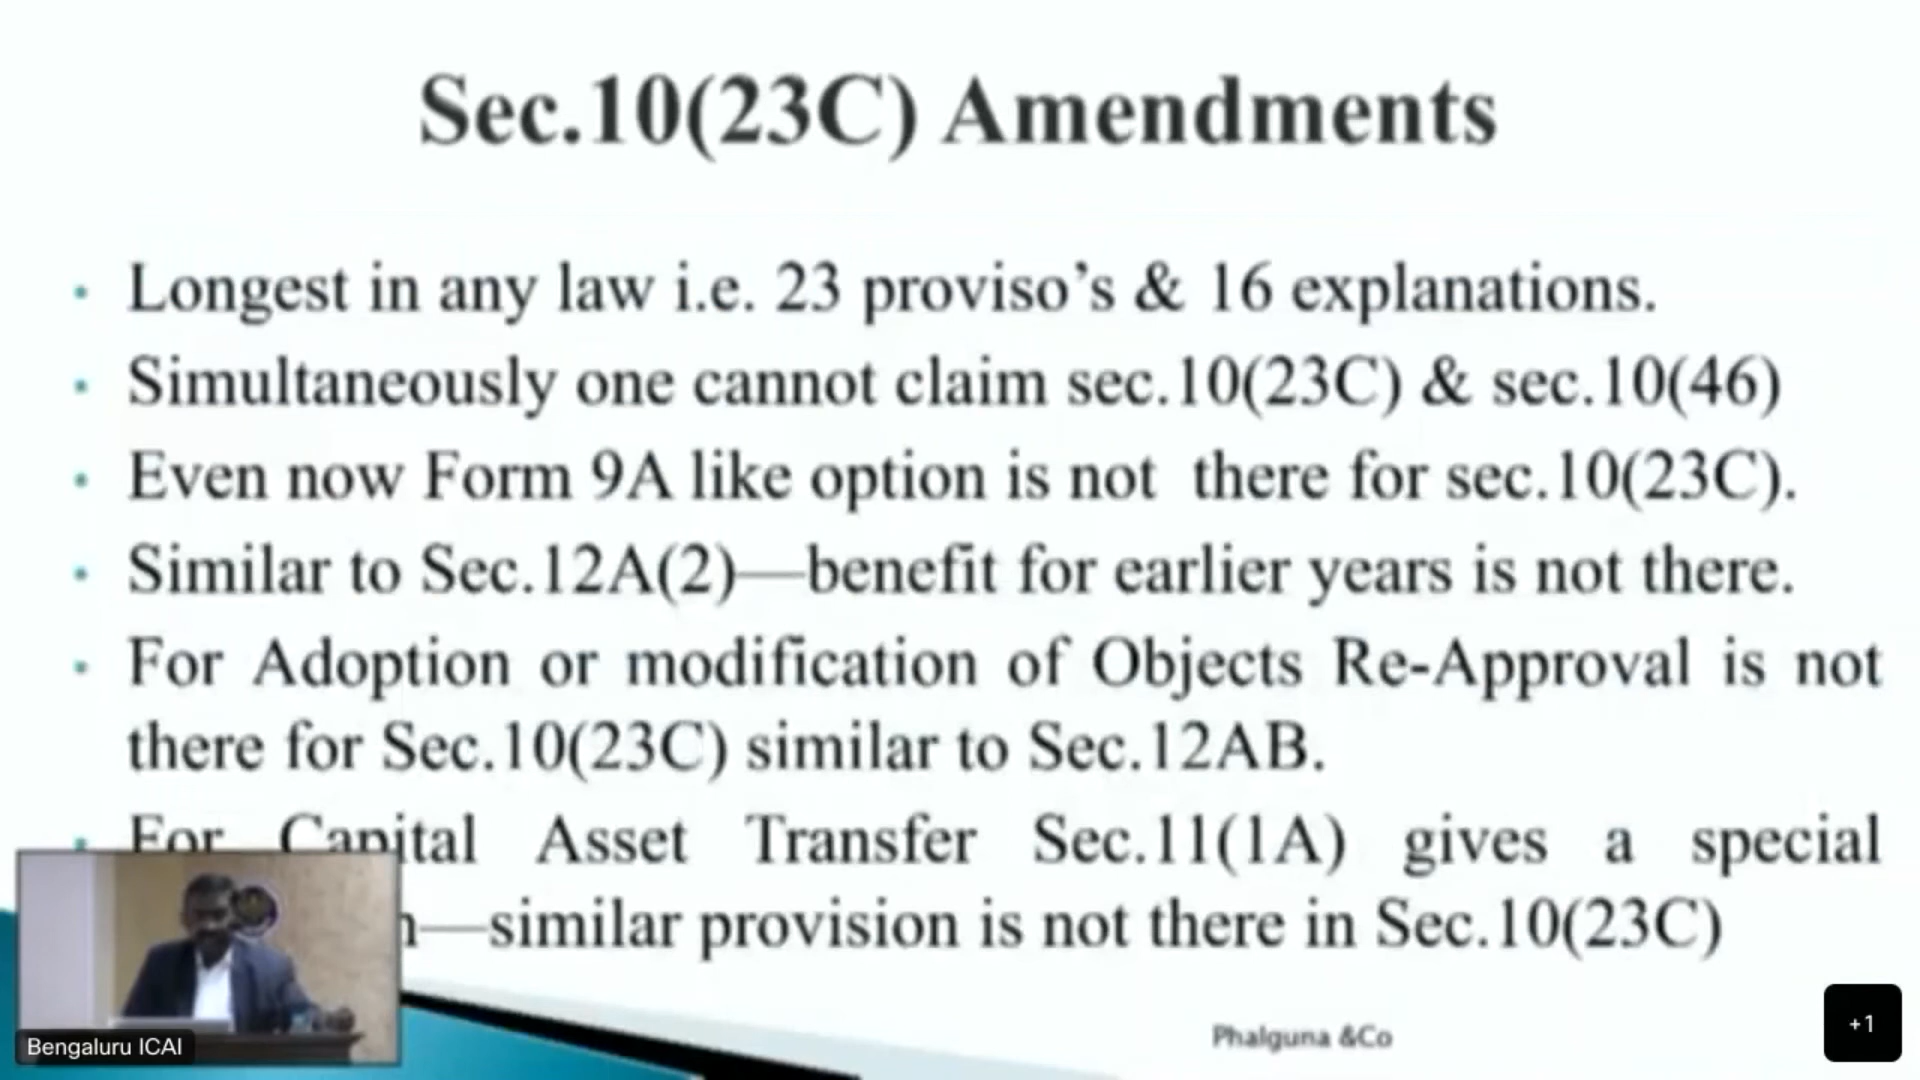 Sec.10(23C) Amendments
Longest in any law i.e. 23 proviso’s & 16 explanations.
Simultaneously one cannot claim sec.10(23C) & sec.10(46)
Even now Form 9A like option is not there for sec.10(23C).
Similar to Sec.12A(2)—benefit for earlier years is not there.
For Adoption or modification of Objects Re-Approval is not
there for Sec.10(23C) similar to Sec.12AB.
For Capital Asset Transfer Sec.11(1A) gives a special
—similar provision is not there in Sec.10(23C)
Bengaluru ICAI
Phalguna &Co
+1